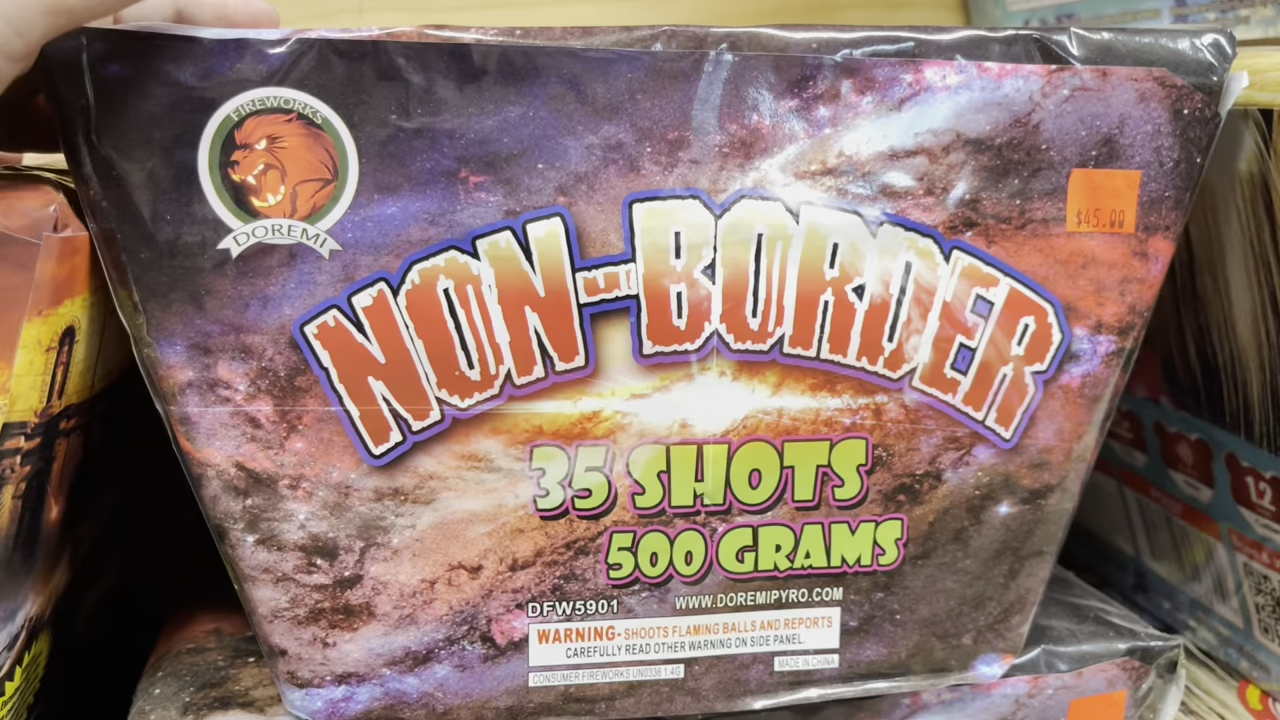 FIREWORKS
DOREMI
$45.00
NON-BORDER
35 SHOTS
500 GRAMS
DFW5901
WWW.DOREMIPYRO.COM
WARNING-SHOOTS FLAMING BALLS AND REPORTS
CAREFULLY READ OTHER WARNING ON SIDE PANEL.
CONSUMER FIREWORKS UN0336 1.4G
MADE IN CHINA
12